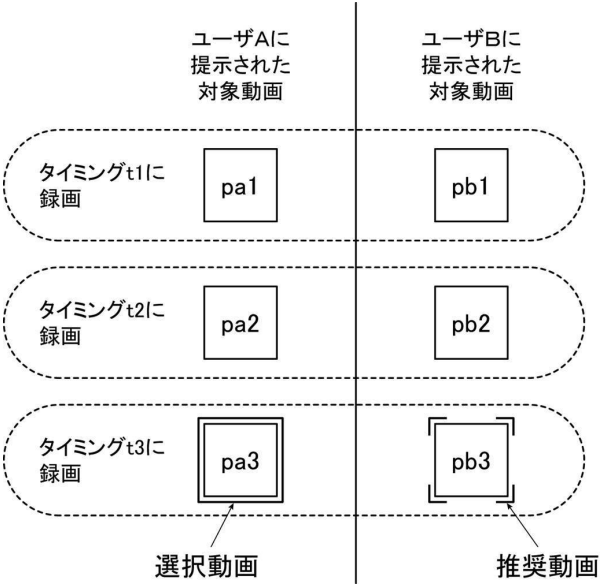 ユーザAに
提示された
対象動画
ユーザBに
提示された
対象動画
タイミングt1に
録画
pa1
pb1
タイミングt2に
録画
pa2
pb2
タイミングt3に
録画
pa3
pb3
選択動画
推奨動画